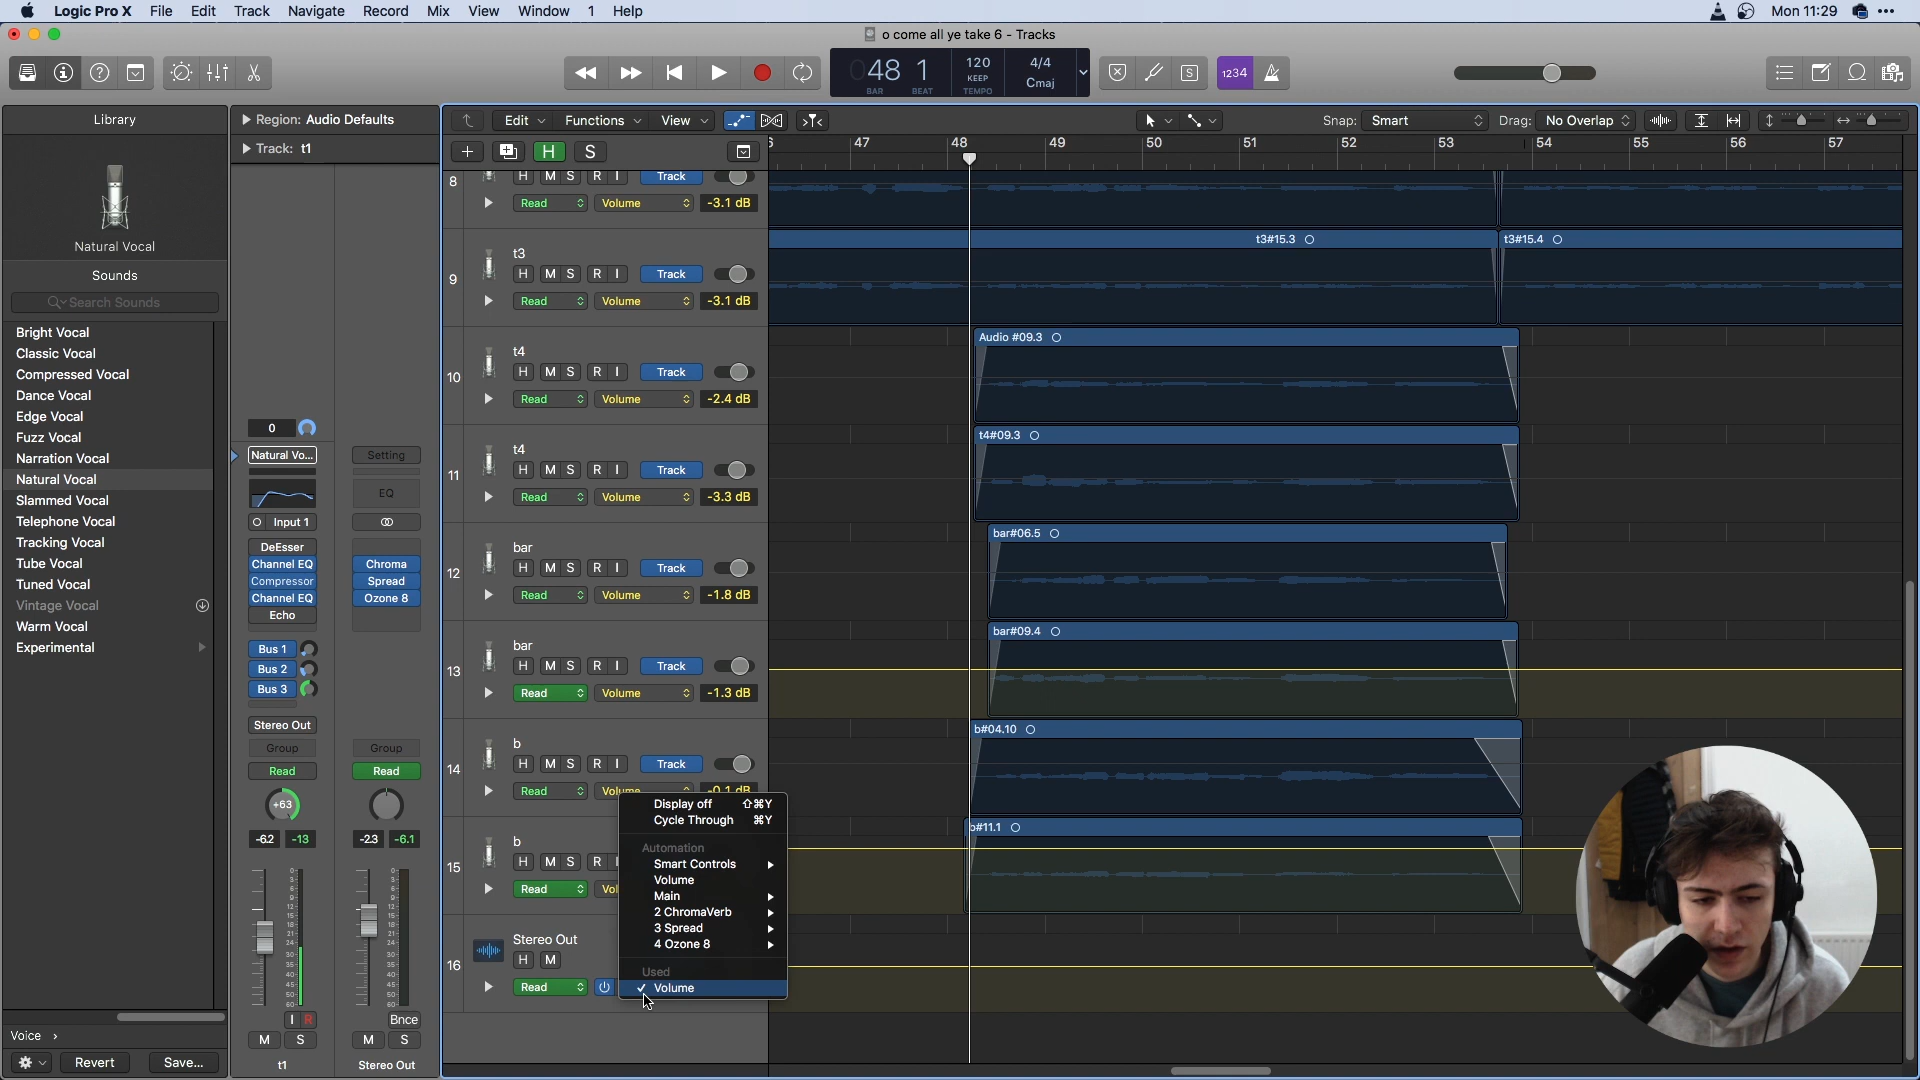 Logic Pro X File Edit Track Navigate Record Mix View Window 1 Help Mon 11:29
o come all ye take 6 - Tracks
48 1 120 4/4
KEEP Cmaj
BAR BEAT TEMPO
S 1234
Library
Region: Audio Defaults
Track: t1
Edit Functions View Snap: Smart Drag: No Overlap
H S
47 48 49 50 51 52 53 54 55 56 57
Natural Vocal
Sounds
Search Sounds
Bright Vocal
Classic Vocal
Compressed Vocal
Dance Vocal
Edge Vocal
Fuzz Vocal
Narration Vocal
Natural Vocal
Slammed Vocal
Telephone Vocal
Tracking Vocal
Tube Vocal
Tuned Vocal
Vintage Vocal
Warm Vocal
Experimental
Voice
Revert Save...
0
Natural Vo... Setting
EQ
Input 1
DeEsser
Channel EQ Chroma
Compressor Spread
Channel EQ Ozone 8
Echo
Bus 1
Bus 2
Bus 3
Stereo Out
Group Group
Read Read
+63
-6.2 -13 -2.3 -6.1
I R Bnce
M S M S
t1 Stereo Out
8 H M S R I Track
Read Volume -3.1 dB
t3 t3#15.3 t3#15.4
9 H M S R I Track
Read Volume -3.1 dB
t4 Audio #09.3
10 H M S R I Track
Read Volume -2.4 dB
t4 t4#09.3
11 H M S R I Track
Read Volume -3.3 dB
bar bar#06.5
12 H M S R I Track
Read Volume -1.8 dB
bar bar#09.4
13 H M S R I Track
Read Volume -1.3 dB
b b#04.10
14 H M S R I Track
Read Volume -0.1 dB
b b#11.1
15 H M S R I
Read Vol
Stereo Out
16 H M
Read
Display off ⇧⌘Y
Cycle Through ⌘Y
Automation
Smart Controls
Volume
Main
2 ChromaVerb
3 Spread
4 Ozone 8
Used
✓ Volume